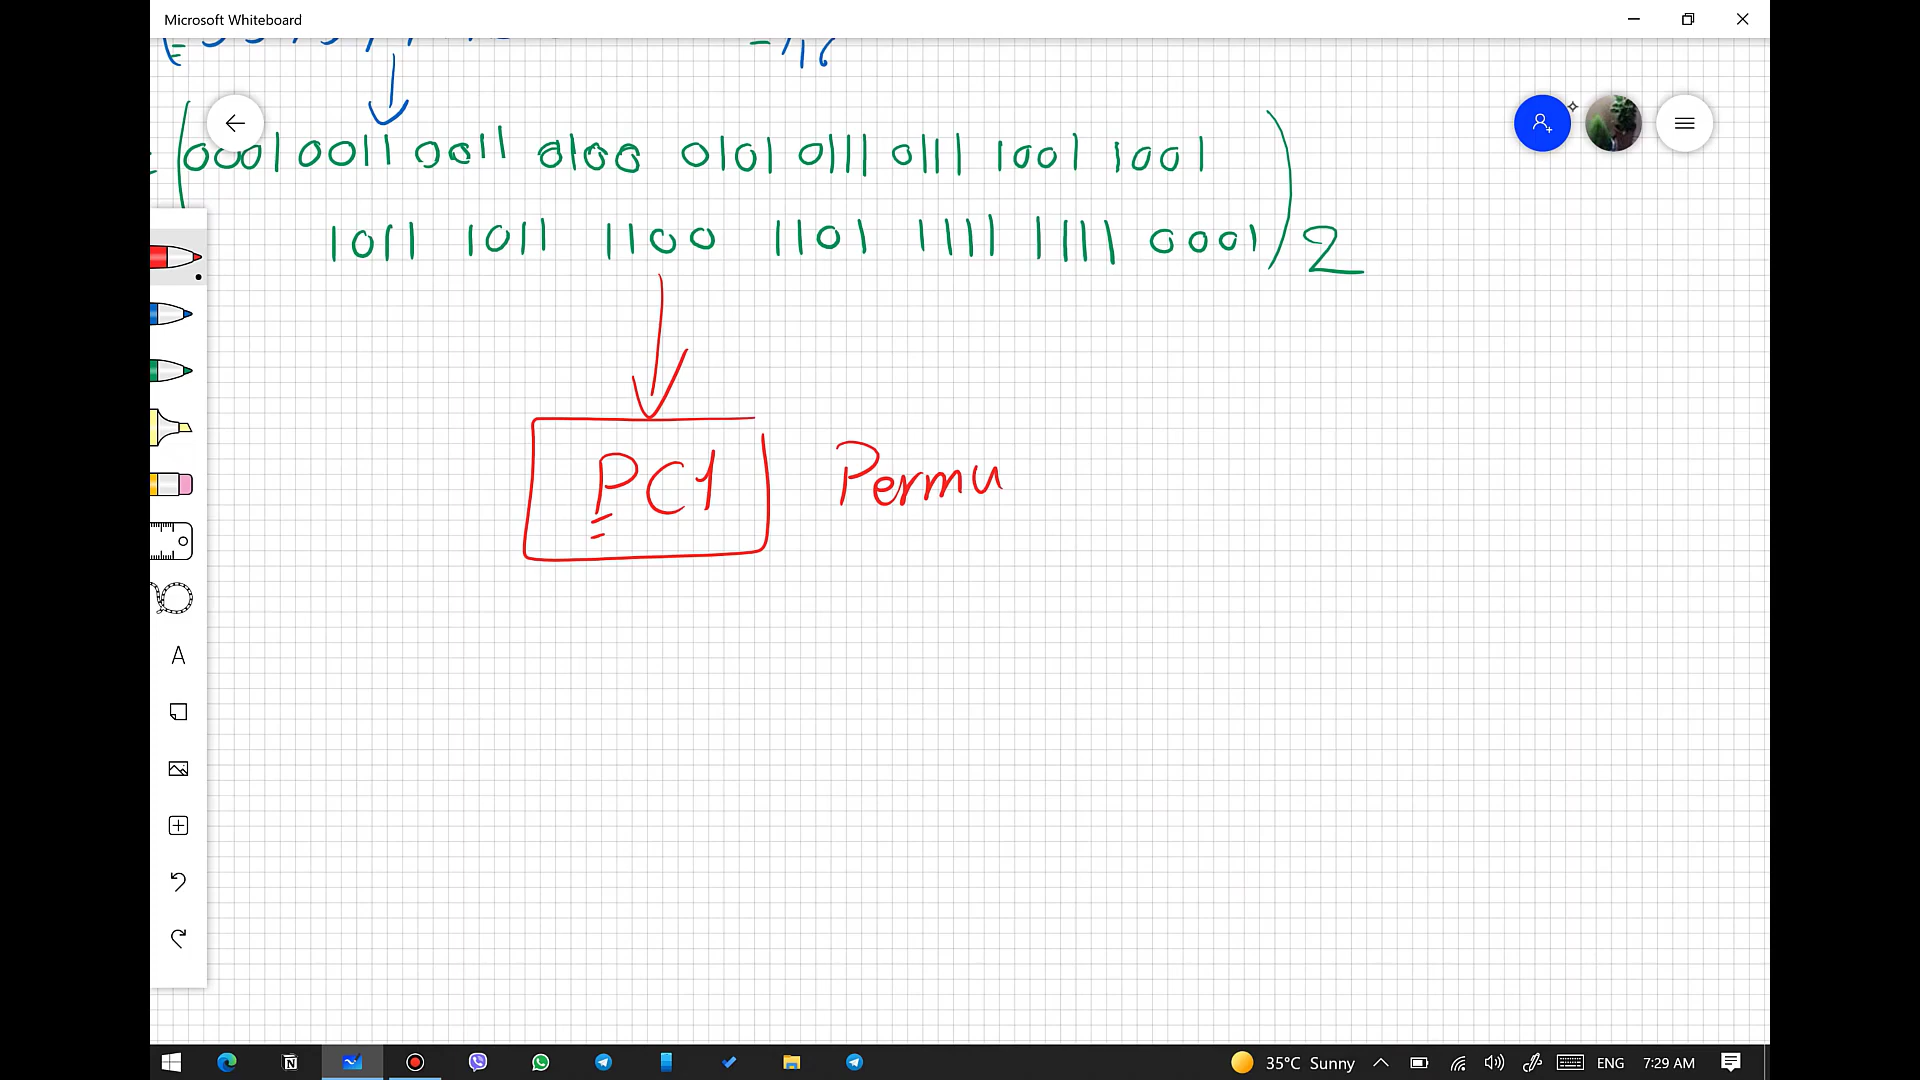 Microsoft Whiteboard
(0001 0011 0011 0100 0101 0111 0111 1001 1001
1011 1011 1100 1101 1111 1111 0001)2
PC1 Permu
A
35°C Sunny ENG 7:29 AM